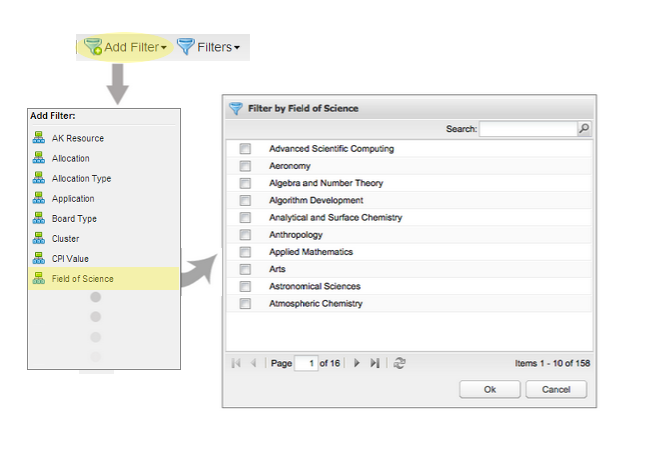 Add Filter Filters
Add Filter:
AK Resource
Allocation
Allocation Type
Application
Board Type
Cluster
CPI Value
Field of Science
Filter by Field of Science
Search:
Advanced Scientific Computing
Aeronomy
Algebra and Number Theory
Algorithm Development
Analytical and Surface Chemistry
Anthropology
Applied Mathematics
Arts
Astronomical Sciences
Atmospheric Chemistry
Page 1 of 16 Items 1 - 10 of 158
Ok Cancel